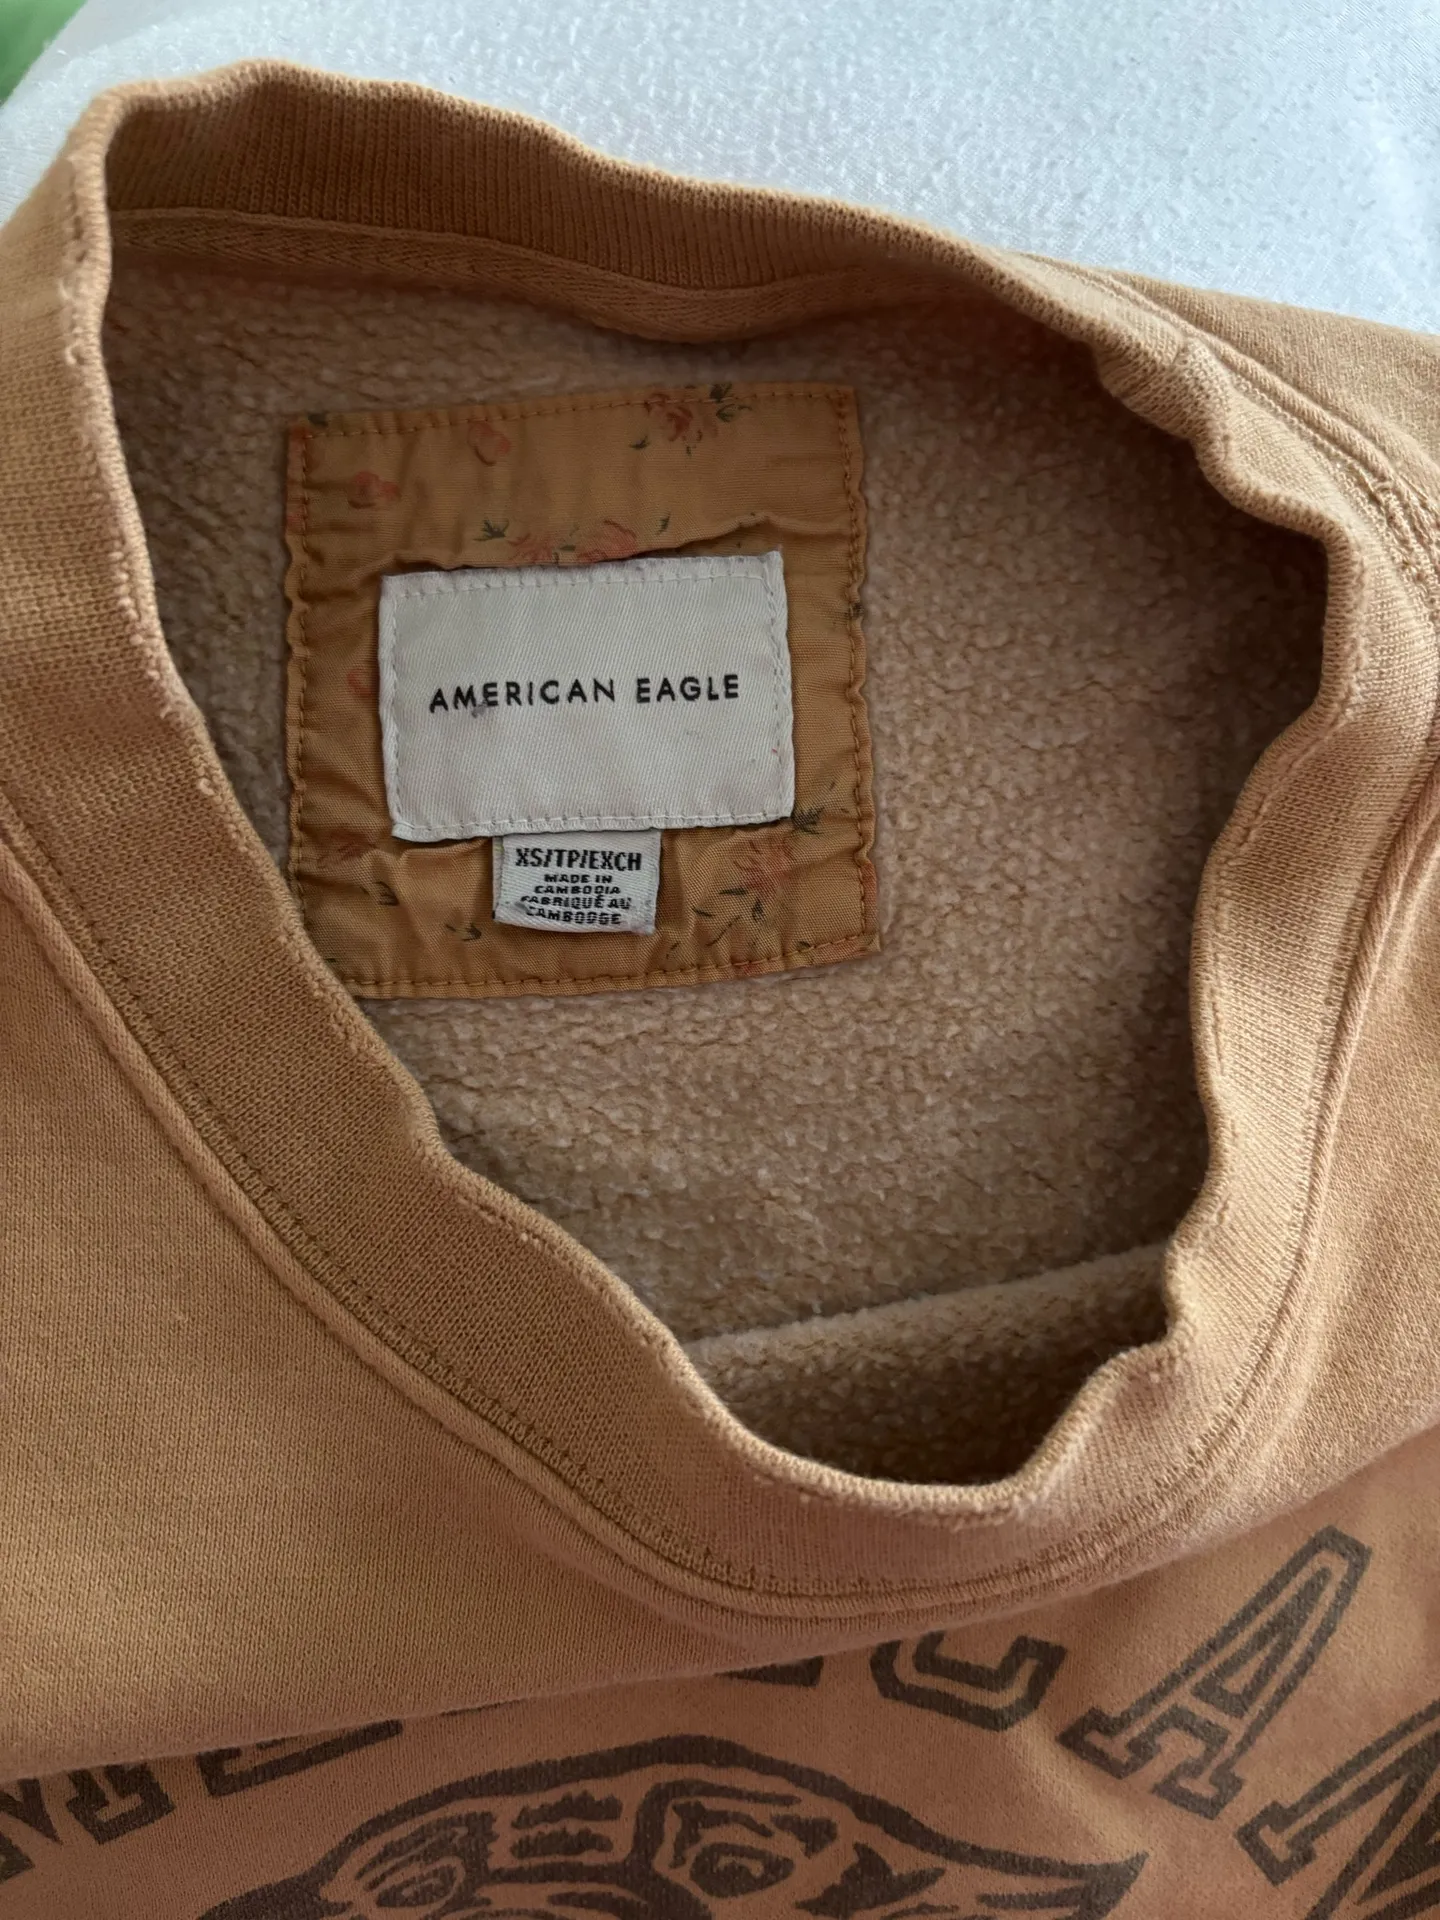 AMERICAN EAGLE
XS/TP/EXCH
MADE IN
CAMBODIA
FABRIQUÉ AU
CAMBODGE